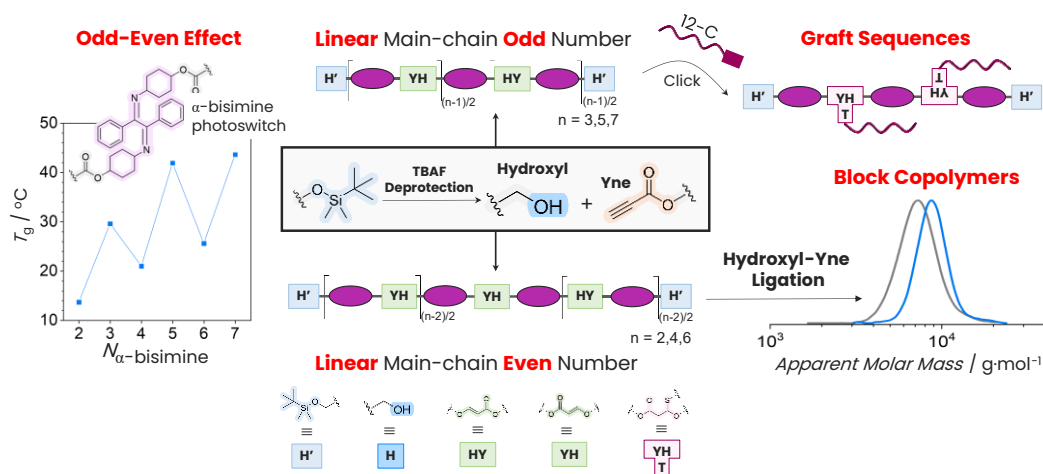 Odd-Even Effect
α-bisimine
photoswitch
O
O
N
N
O
O
50
40
30
20
10
Tg / °C
2 3 4 5 6 7
Nα-bisimine
Linear Main-chain Odd Number
H' YH HY H'
(n-1)/2 (n-1)/2
n = 3,5,7
12-C
Click
Graft Sequences
H' YH T YH T H'
TBAF
Deprotection
Hydroxyl
Yne
O
Si
OH
+
O
O
H' YH YH HY H'
(n-2)/2 (n-2)/2
n = 2,4,6
Linear Main-chain Even Number
Hydroxyl-Yne
Ligation
Block Copolymers
10³ 10⁴
Apparent Molar Mass / g·mol⁻¹
Si O OH O O O O O O O S O O
≡ ≡ ≡ ≡ ≡
H' H HY YH YH
T